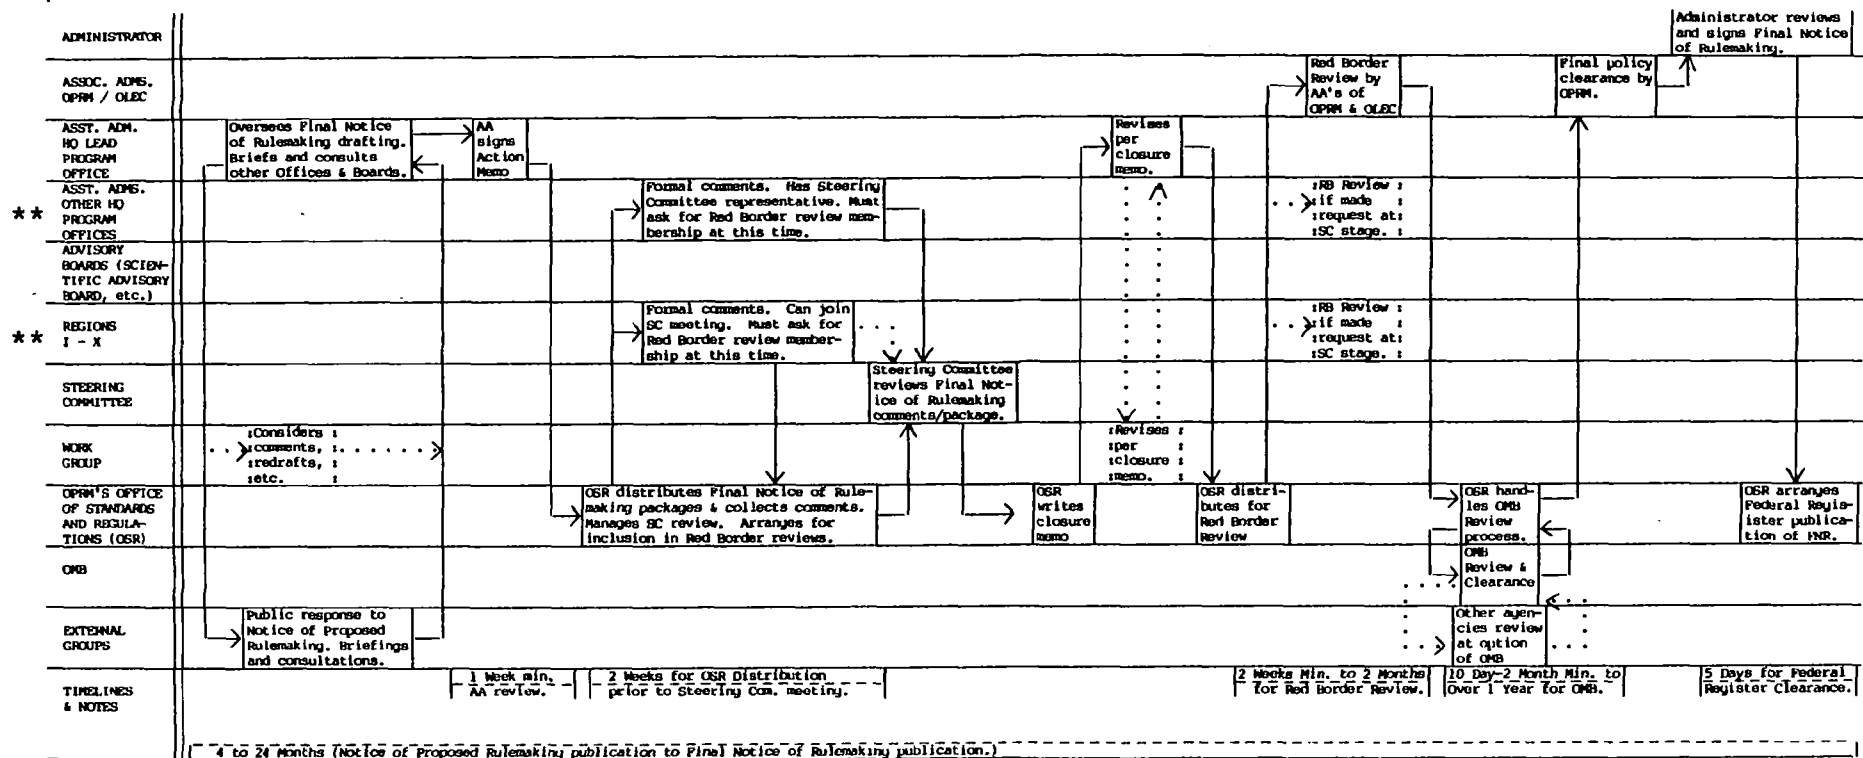 ADMINISTRATOR
Administrator reviews
and signs Final Notice
of Rulemaking.
ASSOC. ADMS.
OPRM / OLEC
Red Border
Review by
AA's of
OPRM & OLEC
Final policy
clearance by
OPRM.
ASST. ADM.
HQ LEAD
PROGRAM
OFFICE
Oversees Final Notice
of Rulemaking drafting.
Briefs and consults
other Offices & Boards.
AA
signs
Action
Memo
Revises
per
closure
memo.
**
ASST. ADMS.
OTHER HQ
PROGRAM
OFFICES
Formal comments. Has Steering
Committee representative. Must
ask for Red Border review mem-
bership at this time.
:RB Review :
:if made :
:request at:
:SC stage. :
ADVISORY
BOARDS (SCIEN-
TIFIC ADVISORY
BOARD, etc.)
**
REGIONS
I - X
Formal comments. Can join
SC meeting. Must ask for
Red Border review member-
ship at this time.
:RB Review :
:if made :
:request at:
:SC stage. :
STEERING
COMMITTEE
Steering Committee
reviews Final Not-
ice of Rulemaking
comments/package.
WORK
GROUP
:Considers :
:comments, :
:redrafts, :
:etc. :
:Revises :
:per :
:closure :
:memo. :
OPRM'S OFFICE
OF STANDARDS
AND REGULA-
TIONS (OSR)
OSR distributes Final Notice of Rule-
making packages & collects comments.
Manages SC review. Arranges for
inclusion in Red Border reviews.
OSR
writes
closure
memo
OSR distri-
butes for
Red Border
Review
OSR hand-
les OMB
Review
process.
OSR arranges
Federal Regis-
ter publica-
tion of FNR.
OMB
OMB
Review &
Clearance
EXTERNAL
GROUPS
Public response to
Notice of Proposed
Rulemaking. Briefings
and consultations.
Other agen-
cies review
at option
of OMB
TIMELINES
& NOTES
1 Week min.
AA review.
2 Weeks for OSR Distribution
prior to Steering Com. meeting.
2 Weeks Min. to 2 Months
for Red Border Review.
10 Day-2 Month Min. to
Over 1 Year for OMB.
5 Days for Federal
Register Clearance.
4 to 24 Months (Notice of Proposed Rulemaking publication to Final Notice of Rulemaking publication.)